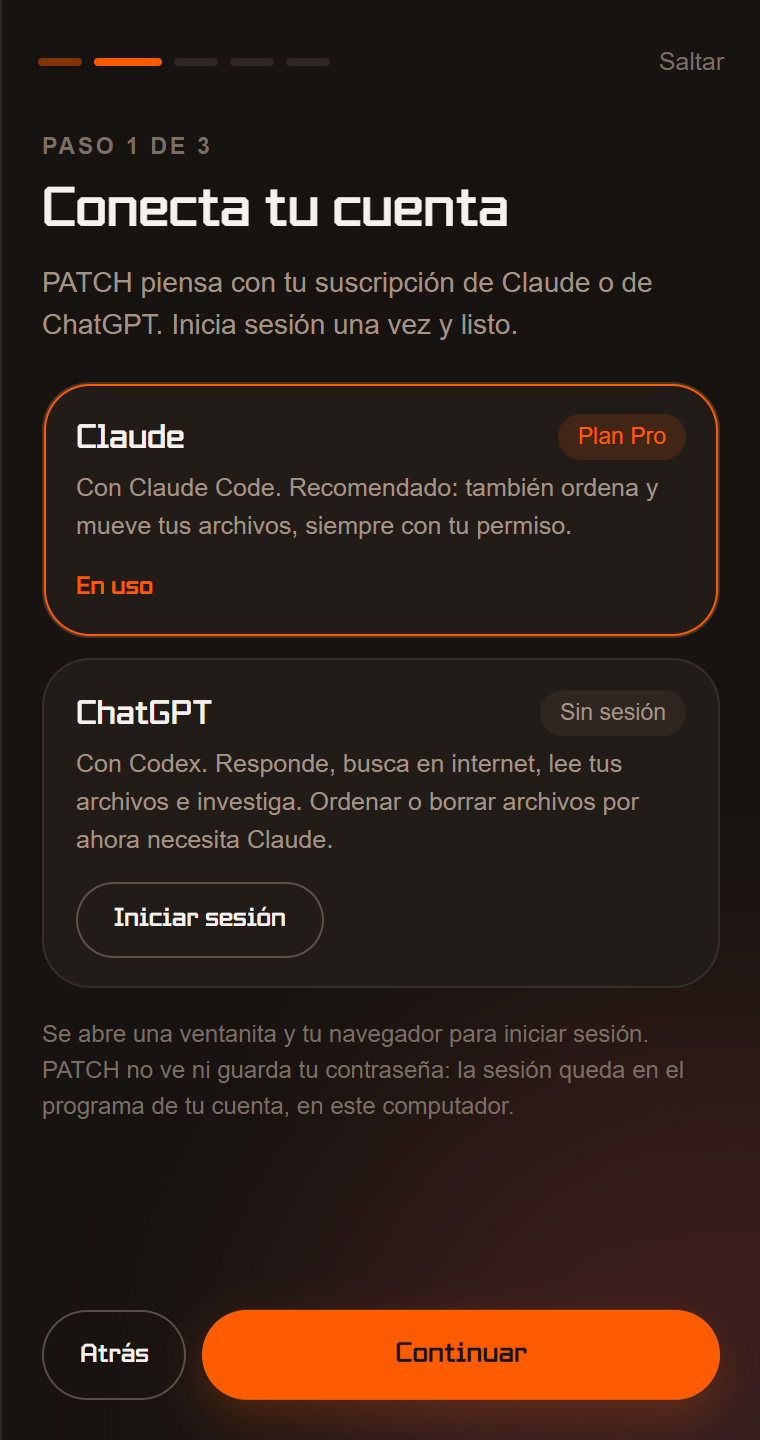 Saltar
PASO 1 DE 3
Conecta tu cuenta
PATCH piensa con tu suscripción de Claude o de
ChatGPT. Inicia sesión una vez y listo.
Claude
Plan Pro
Con Claude Code. Recomendado: también ordena y
mueve tus archivos, siempre con tu permiso.
En uso
ChatGPT
Sin sesión
Con Codex. Responde, busca en internet, lee tus
archivos e investiga. Ordenar o borrar archivos por
ahora necesita Claude.
Iniciar sesión
Se abre una ventanita y tu navegador para iniciar sesión.
PATCH no ve ni guarda tu contraseña: la sesión queda en el
programa de tu cuenta, en este computador.
Atrás
Continuar